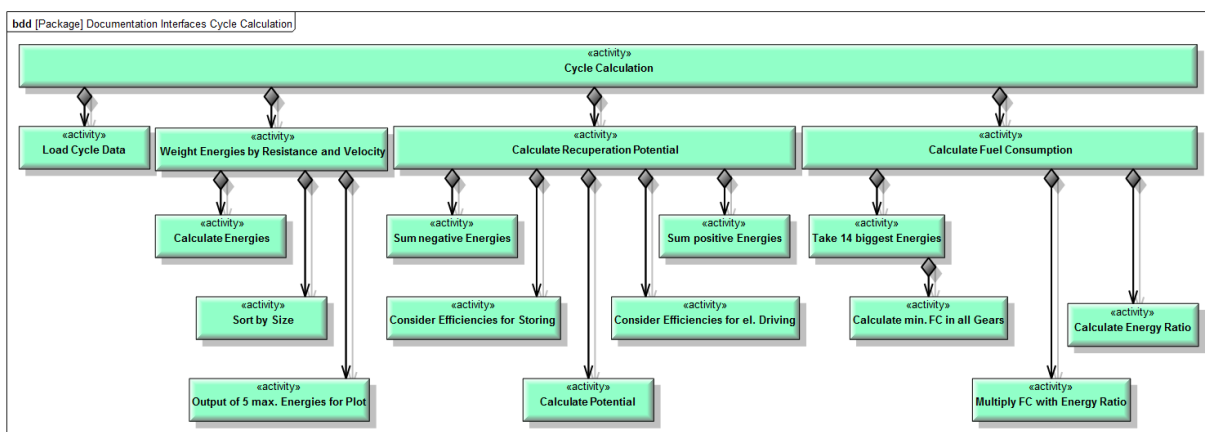 bdd [Package] Documentation Interfaces Cycle Calculation
«activity»
Cycle Calculation
«activity»
Load Cycle Data
«activity»
Weight Energies by Resistance and Velocity
«activity»
Calculate Recuperation Potential
«activity»
Calculate Fuel Consumption
«activity»
Calculate Energies
«activity»
Sum negative Energies
«activity»
Sum positive Energies
«activity»
Take 14 biggest Energies
«activity»
Sort by Size
«activity»
Consider Efficiencies for Storing
«activity»
Consider Efficiencies for el. Driving
«activity»
Calculate min. FC in all Gears
«activity»
Calculate Energy Ratio
«activity»
Output of 5 max. Energies for Plot
«activity»
Calculate Potential
«activity»
Multiply FC with Energy Ratio